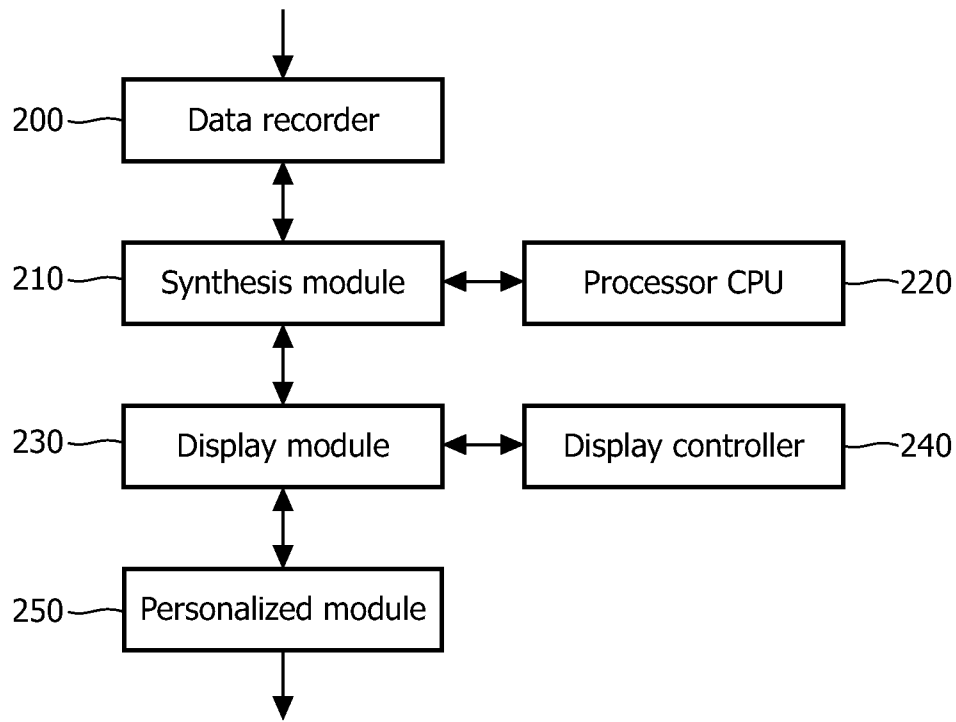 200
Data recorder
210
Synthesis module
Processor CPU
220
230
Display module
Display controller
240
250
Personalized module